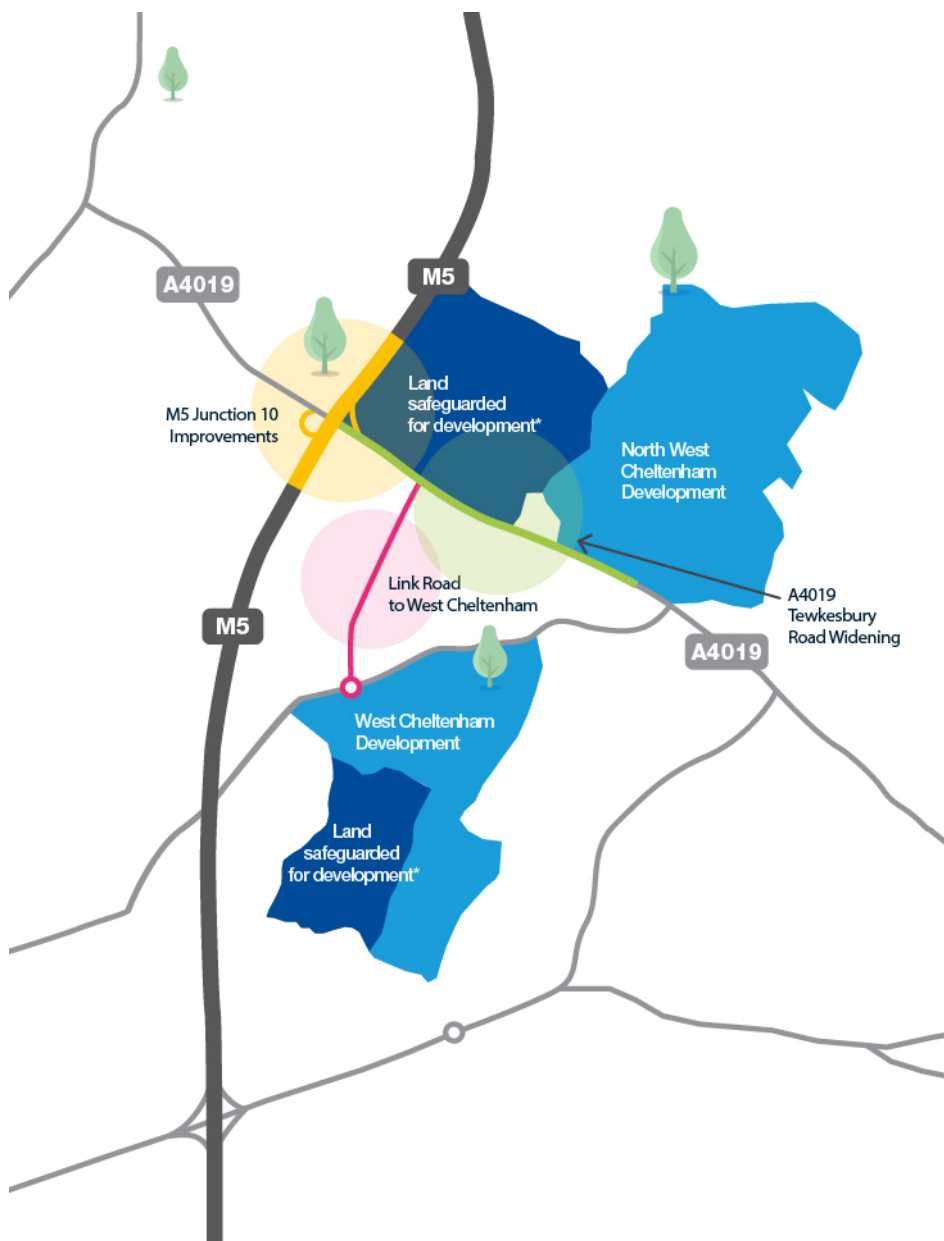 M5
A4019
M5 Junction 10
Improvements
Land
safeguarded
for development*
North West
Cheltenham
Development
Link Road
to West Cheltenham
A4019
Tewkesbury
Road Widening
M5
A4019
West Cheltenham
Development
Land
safeguarded
for development*